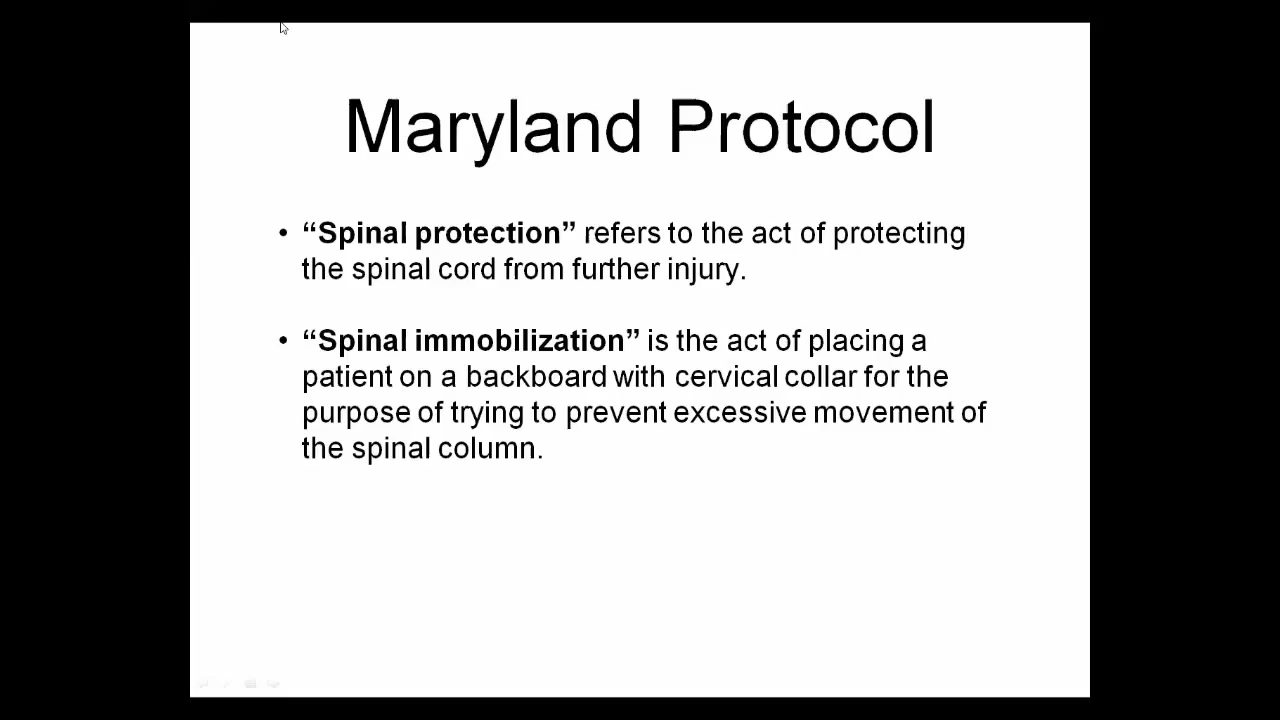 Maryland Protocol
• “Spinal protection” refers to the act of protecting
the spinal cord from further injury.
• “Spinal immobilization” is the act of placing a
patient on a backboard with cervical collar for the
purpose of trying to prevent excessive movement of
the spinal column.